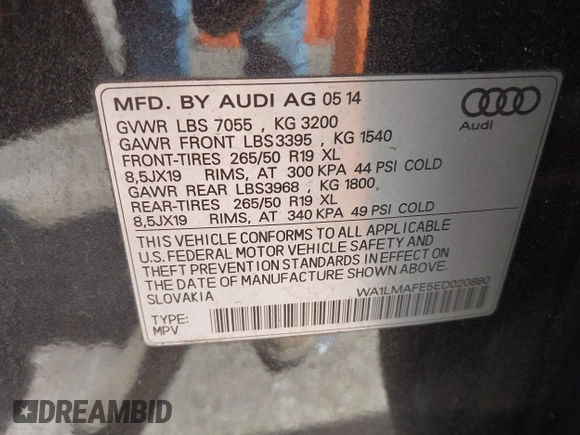 MFD. BY AUDI AG 05 14
Audi
GVWR LBS 7055 , KG 3200
GAWR FRONT LBS3395 , KG 1540
FRONT-TIRES 265/50 R19 XL
8,5JX19 RIMS, AT 300 KPA 44 PSI COLD
GAWR REAR LBS3968 , KG 1800
REAR-TIRES 265/50 R19 XL
8,5JX19 RIMS, AT 340 KPA 49 PSI COLD
THIS VEHICLE CONFORMS TO ALL APPLICABLE
U.S. FEDERAL MOTOR VEHICLE SAFETY AND
THEFT PREVENTION STANDARDS IN EFFECT ON
DATE OF MANUFACTURE SHOWN ABOVE.
SLOVAKIA
WA1LMAFE5ED020880
TYPE:
MPV
DREAMBID